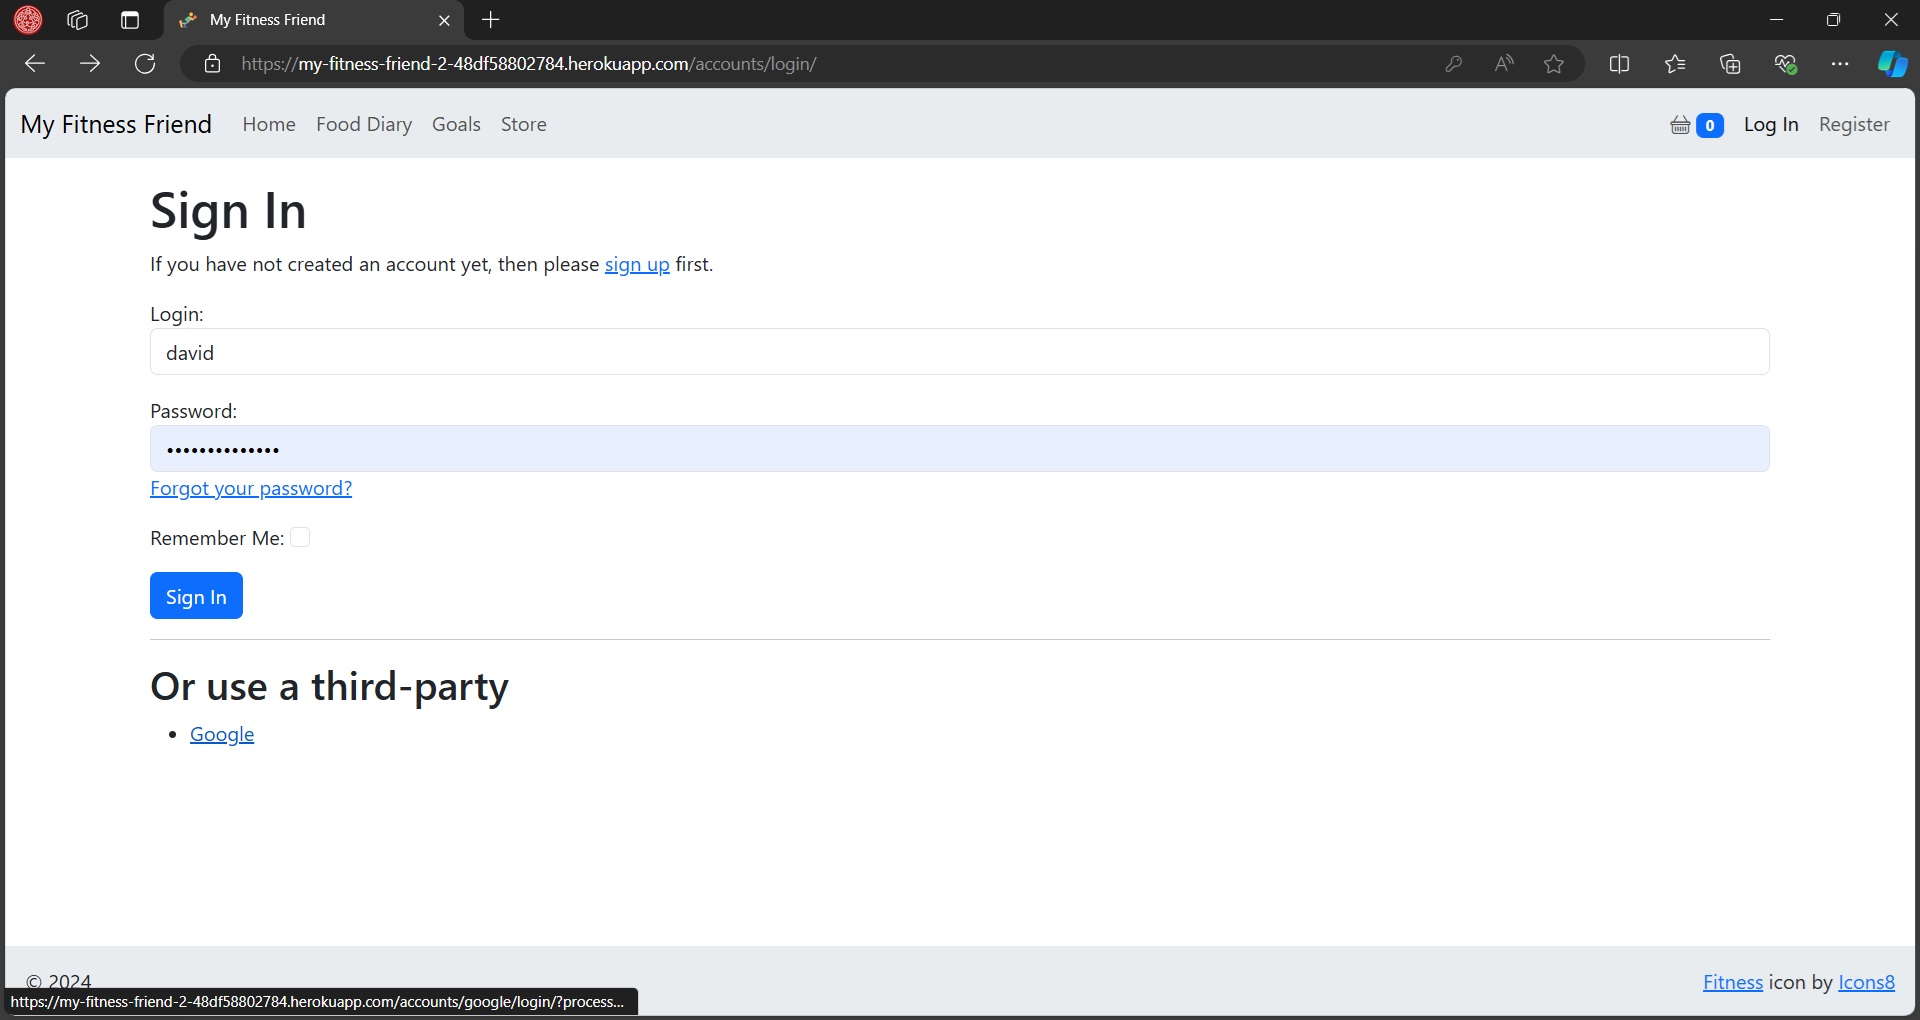 My Fitness Friend
https://my-fitness-friend-2-48df58802784.herokuapp.com/accounts/login/
My Fitness Friend Home Food Diary Goals Store 0 Log In Register
Sign In
If you have not created an account yet, then please sign up first.
Login:
david
Password:
••••••••••••••
Forgot your password?
Remember Me:
Sign In
Or use a third-party
• Google
© 2024
Fitness icon by Icons8
https://my-fitness-friend-2-48df58802784.herokuapp.com/accounts/google/login/?process...